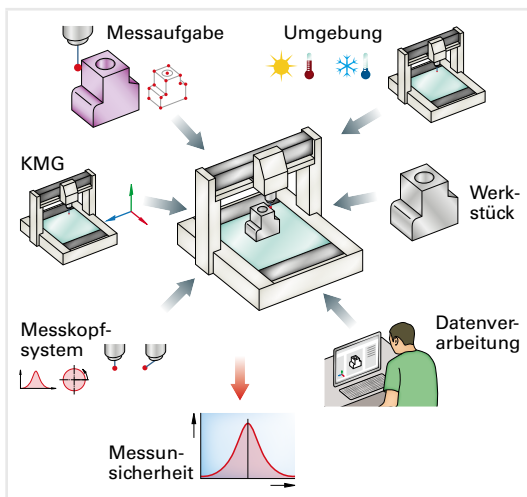 Messaufgabe
Umgebung
KMG
Werk-
stück
Messkopf-
system
Datenver-
arbeitung
Messun-
sicherheit